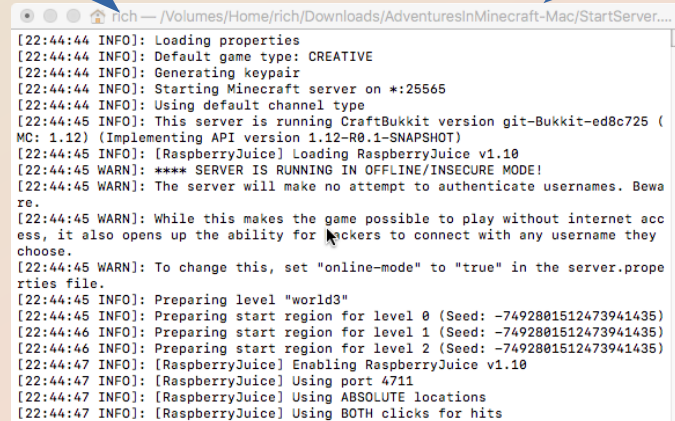 rich — /Volumes/Home/rich/Downloads/AdventuresInMinecraft-Mac/StartServer....
[22:44:44 INFO]: Loading properties
[22:44:44 INFO]: Default game type: CREATIVE
[22:44:44 INFO]: Generating keypair
[22:44:44 INFO]: Starting Minecraft server on *:25565
[22:44:44 INFO]: Using default channel type
[22:44:45 INFO]: This server is running CraftBukkit version git-Bukkit-ed8c725 (
MC: 1.12) (Implementing API version 1.12-R0.1-SNAPSHOT)
[22:44:45 INFO]: [RaspberryJuice] Loading RaspberryJuice v1.10
[22:44:45 WARN]: **** SERVER IS RUNNING IN OFFLINE/INSECURE MODE!
[22:44:45 WARN]: The server will make no attempt to authenticate usernames. Bewa
re.
[22:44:45 WARN]: While this makes the game possible to play without internet acc
ess, it also opens up the ability for hackers to connect with any username they
choose.
[22:44:45 WARN]: To change this, set "online-mode" to "true" in the server.prope
rties file.
[22:44:45 INFO]: Preparing level "world3"
[22:44:45 INFO]: Preparing start region for level 0 (Seed: -7492801512473941435)
[22:44:46 INFO]: Preparing start region for level 1 (Seed: -7492801512473941435)
[22:44:46 INFO]: Preparing start region for level 2 (Seed: -7492801512473941435)
[22:44:47 INFO]: [RaspberryJuice] Enabling RaspberryJuice v1.10
[22:44:47 INFO]: [RaspberryJuice] Using port 4711
[22:44:47 INFO]: [RaspberryJuice] Using ABSOLUTE locations
[22:44:47 INFO]: [RaspberryJuice] Using BOTH clicks for hits